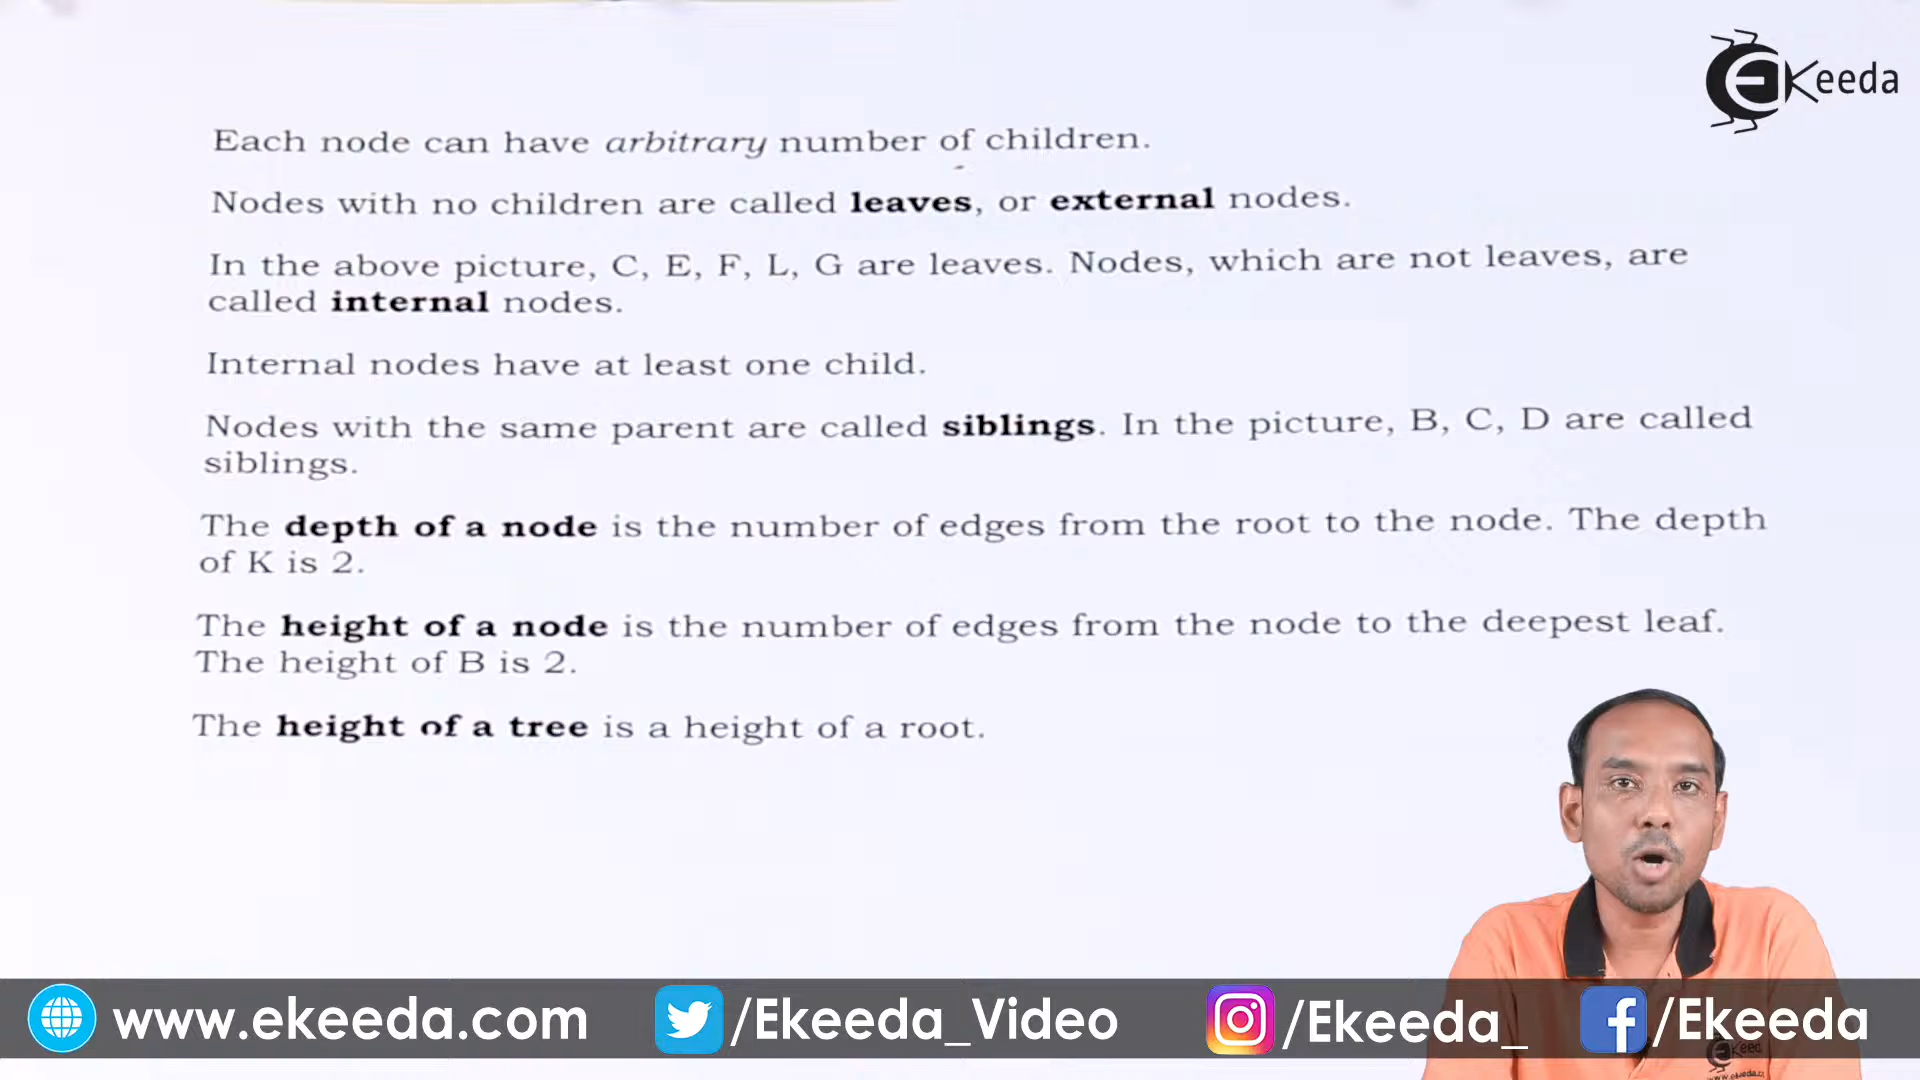 Keeda
Each node can have arbitrary number of children.
Nodes with no children are called leaves, or external nodes.
In the above picture, C, E, F, L, G are leaves. Nodes, which are not leaves, are
called internal nodes.
Internal nodes have at least one child.
Nodes with the same parent are called siblings. In the picture, B, C, D are called
siblings.
The depth of a node is the number of edges from the root to the node. The depth
of K is 2.
The height of a node is the number of edges from the node to the deepest leaf.
The height of B is 2.
The height of a tree is a height of a root.
www.ekeeda.com /Ekeeda_Video /Ekeeda_ /Ekeeda